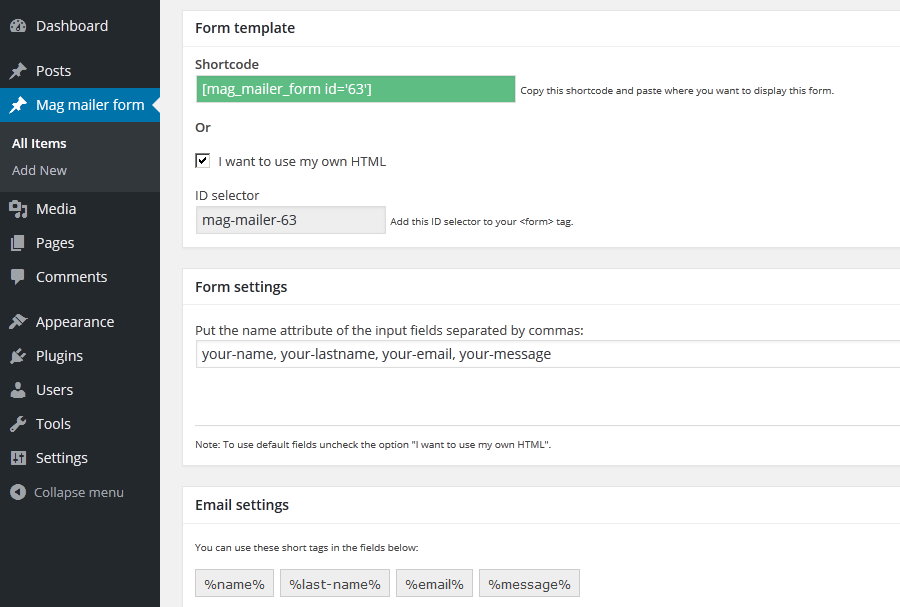 Dashboard
Posts
Mag mailer form
All Items
Add New
Media
Pages
Comments
Appearance
Plugins
Users
Tools
Settings
Collapse menu
Form template
Shortcode
[mag_mailer_form id='63'] Copy this shortcode and paste where you want to display this form.
Or
I want to use my own HTML
ID selector
mag-mailer-63 Add this ID selector to your <form> tag.
Form settings
Put the name attribute of the input fields separated by commas:
your-name, your-lastname, your-email, your-message
Note: To use default fields uncheck the option "I want to use my own HTML".
Email settings
You can use these short tags in the fields below:
%name% %last-name% %email% %message%